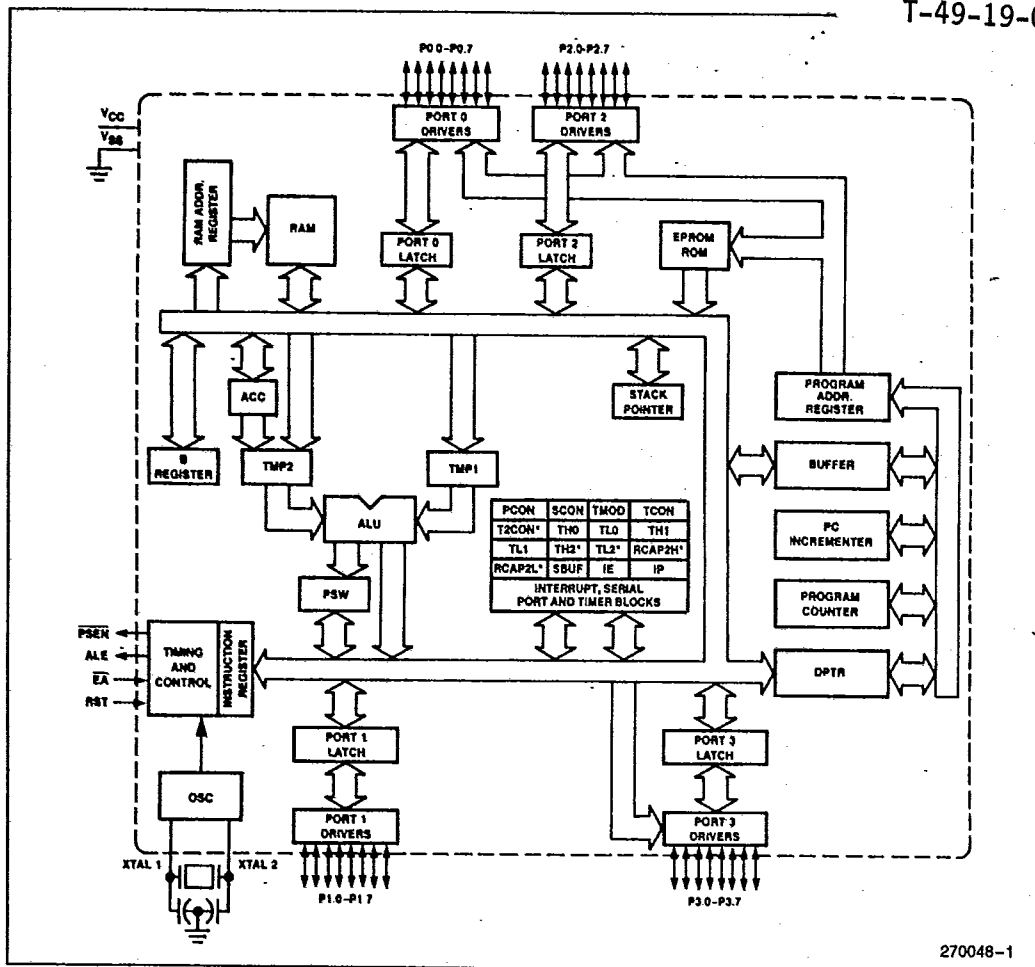 T-49-19-
P0 0-P0.7
P2.0-P2.7
VCC
VSS
PORT 0
DRIVERS
PORT 2
DRIVERS
RAM ADDR.
REGISTER
RAM
PORT 0
LATCH
PORT 2
LATCH
EPROM
ROM
ACC
STACK
POINTER
PROGRAM
ADDR.
REGISTER
B
REGISTER
TMP2
TMP1
BUFFER
ALU
PCON SCON TMOD TCON
T2CON* TH0 TL0 TH1
TL1 TH2* TL2* RCAP2H*
RCAP2L* SBUF IE IP
INTERRUPT, SERIAL
PORT AND TIMER BLOCKS
PC
INCREMENTER
PSW
PROGRAM
COUNTER
PSEN
ALE
EA
RST
TIMING
AND
CONTROL
INSTRUCTION
REGISTER
DPTR
PORT 1
LATCH
PORT 3
LATCH
OSC
PORT 1
DRIVERS
PORT 3
DRIVERS
XTAL 1
XTAL 2
P1.0-P1 7
P3.0-P3.7
270048-1